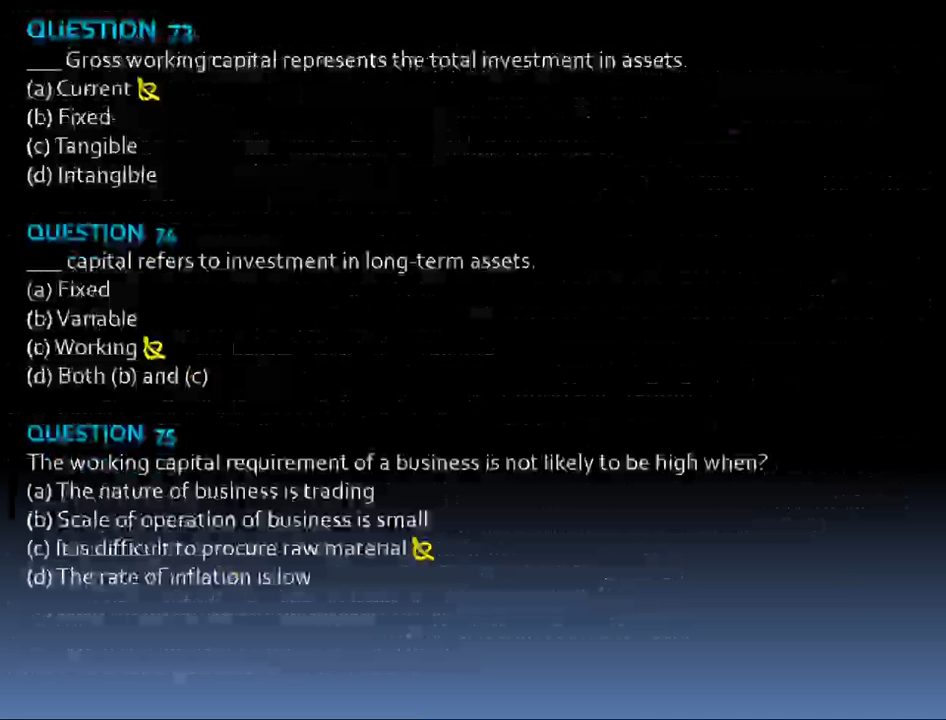 QUESTION 73
___ Gross working capital represents the total investment in assets.
(a) Current
(b) Fixed
(c) Tangible
(d) Intangible
QUESTION 74
___ capital refers to investment in long-term assets.
(a) Fixed
(b) Variable
(c) Working
(d) Both (b) and (c)
QUESTION 75
The working capital requirement of a business is not likely to be high when?
(a) The nature of business is trading
(b) Scale of operation of business is small
(c) It is difficult to procure raw material
(d) The rate of inflation is low